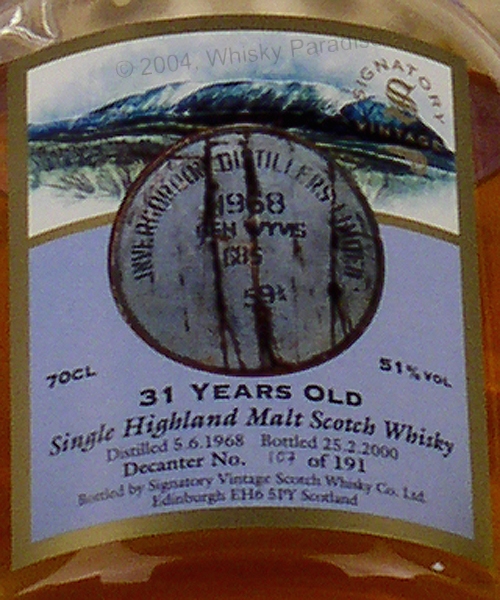 © 2004, Whisky Paradise
SIGNATORY
VINTAGE
INVERGORDON DISTILLERS LIMITED
1968
BEN WYVIS
685
70CL
51% VOL
31 YEARS OLD
Single Highland Malt Scotch Whisky
Distilled 5.6.1968 Bottled 25.2.2000
Decanter No. 107 of 191
Bottled by Signatory Vintage Scotch Whisky Co. Ltd.
Edinburgh EH6 5PY Scotland